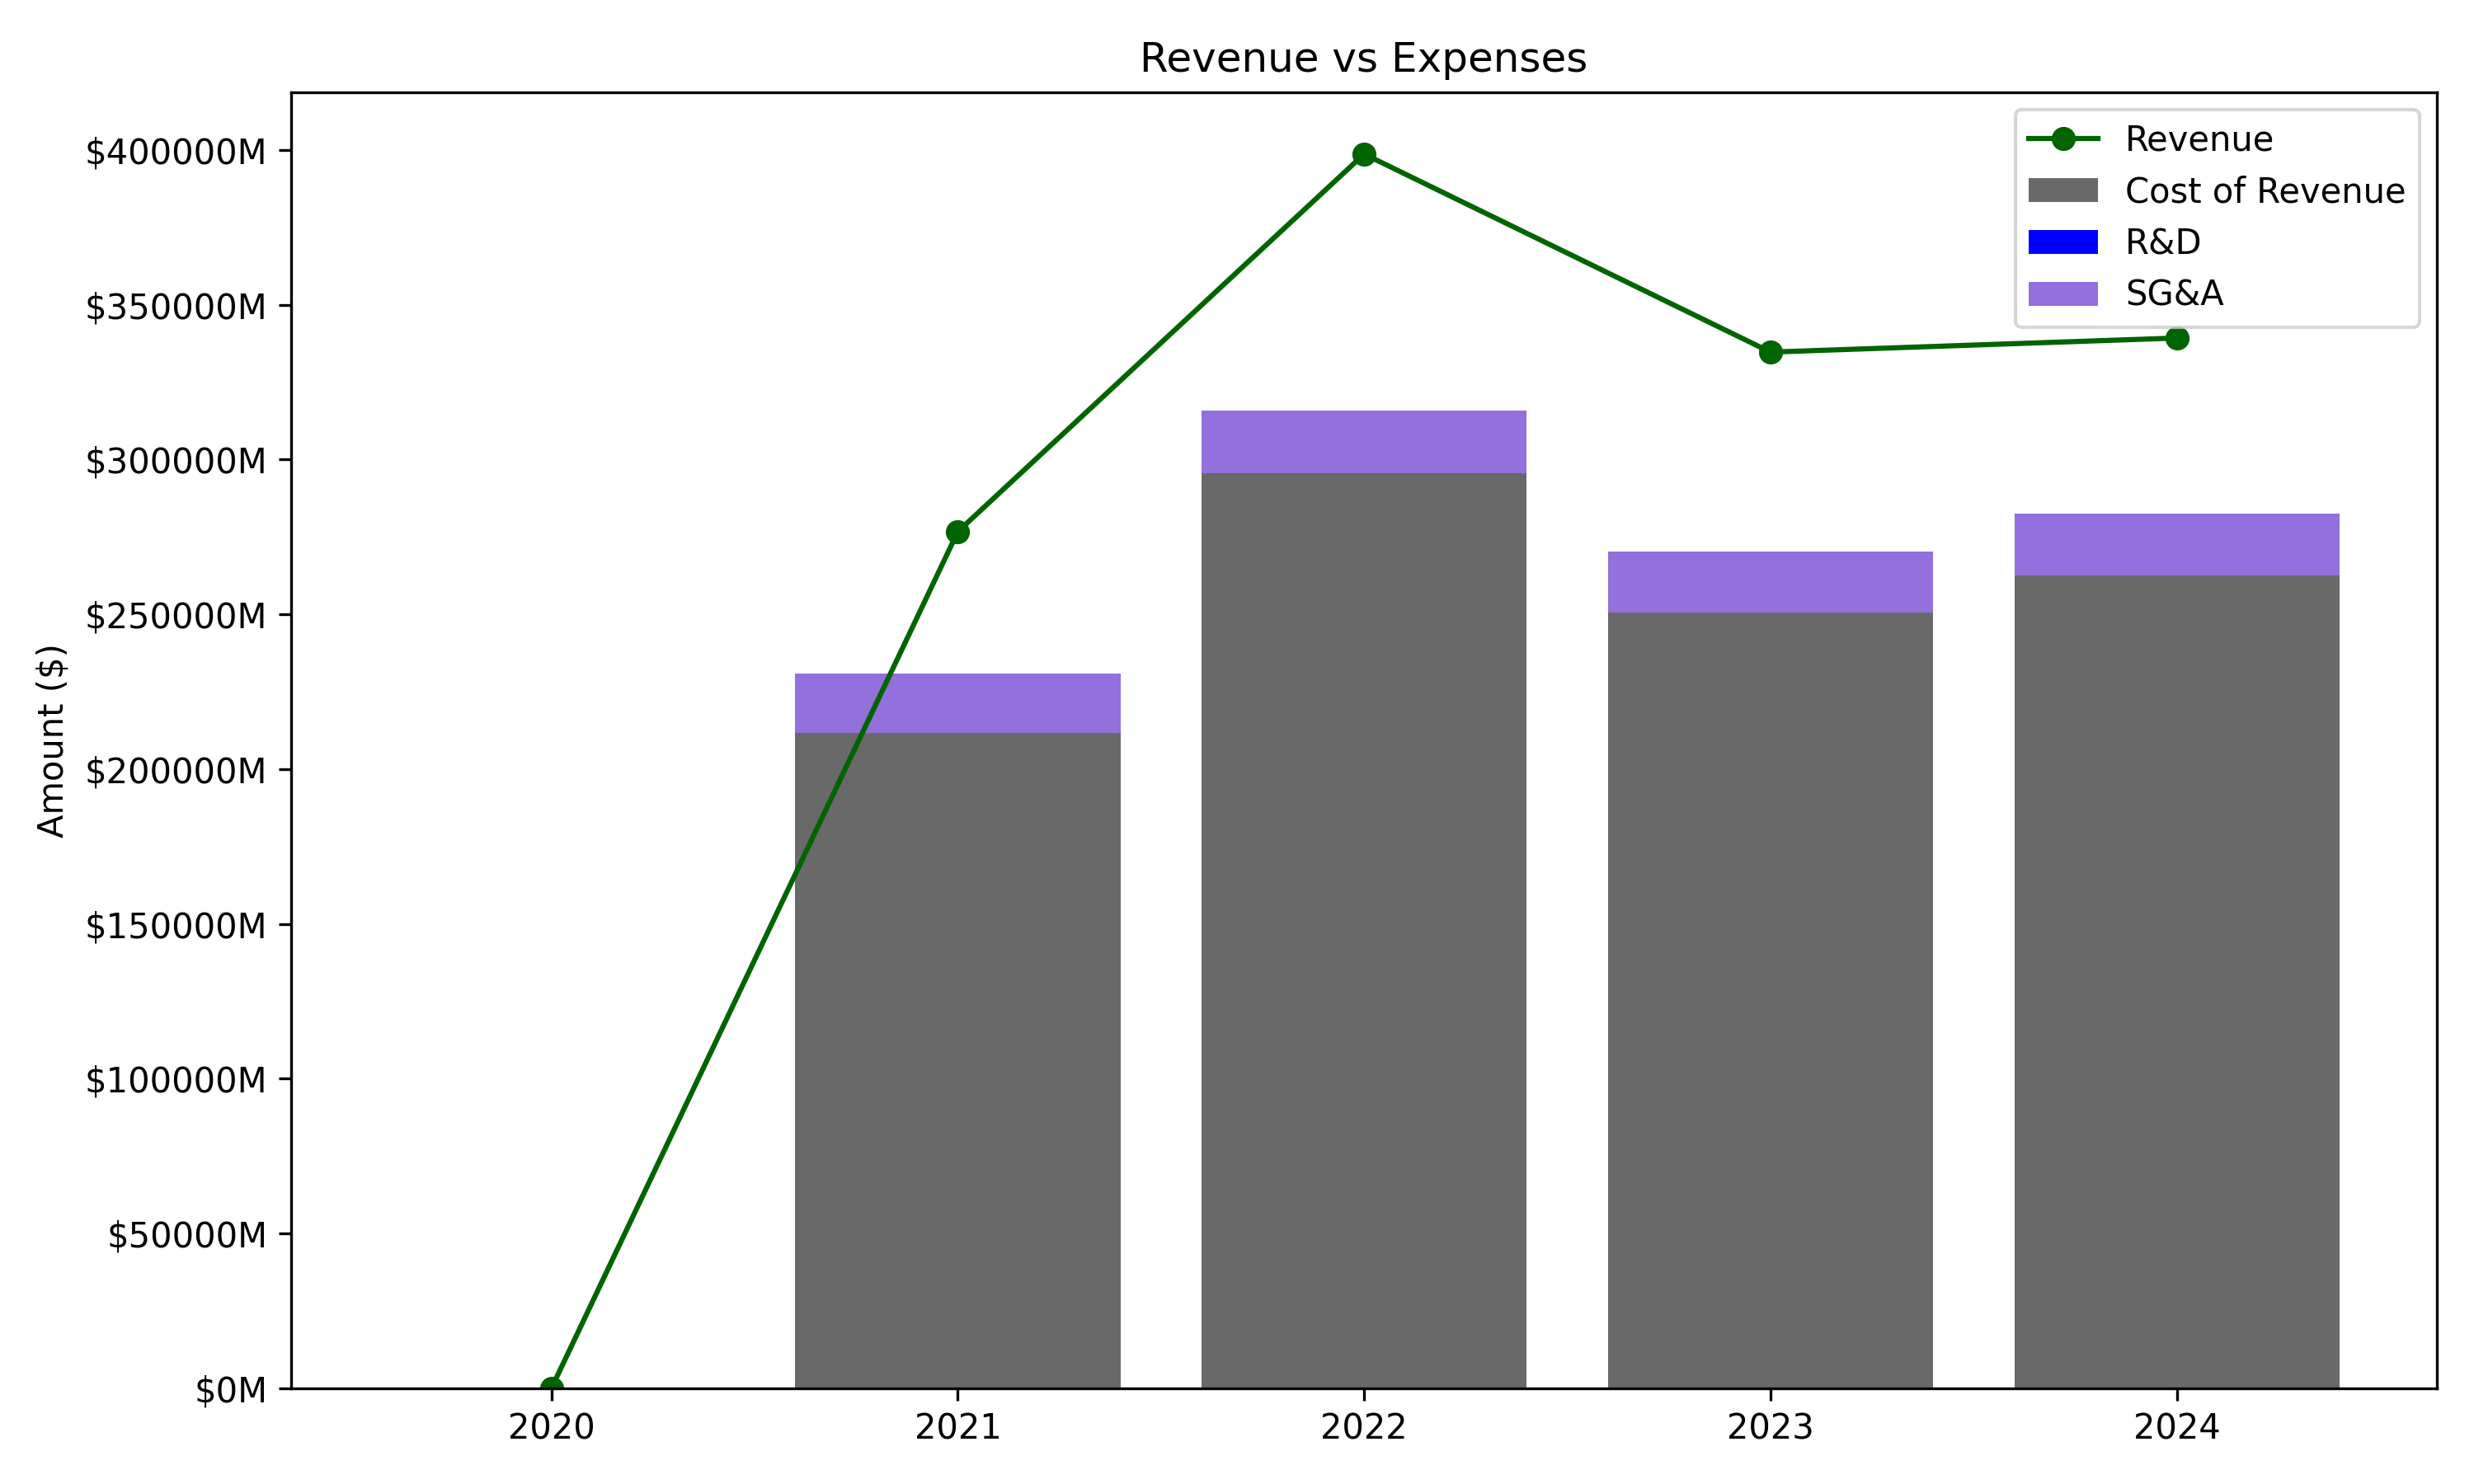 Revenue vs Expenses
Revenue
Cost of Revenue
R&D
SG&A
Amount ($)
$400000M
$350000M
$300000M
$250000M
$200000M
$150000M
$100000M
$50000M
$0M
2020
2021
2022
2023
2024